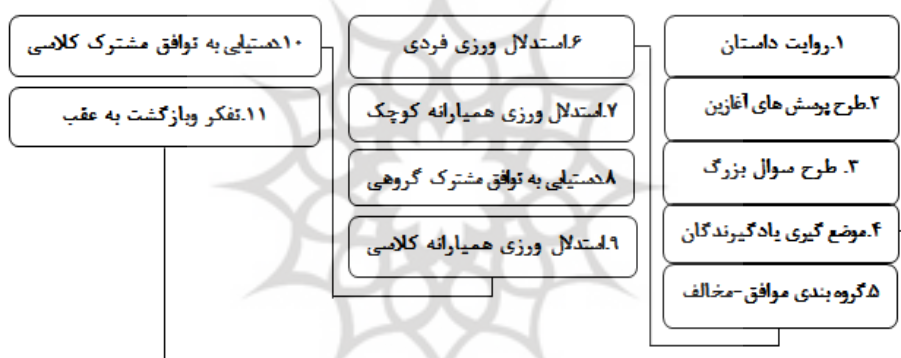 ۱.روایت داستان
۲.طرح پرسش های آغازین
۳. طرح سوال بزرگ
۴.موضع گیری یادگیرندگان
۵.گروه بندی موافق-مخالف
۶.استدلال ورزی فردی
۷.استدلال ورزی همیارانه کوچک
۸.دستیابی به توافق مشترک گروهی
۹.استدلال ورزی همیارانه کلاسی
۱۰.دستیابی به توافق مشترک کلاسی
۱۱.تفکر وبازگشت به عقب